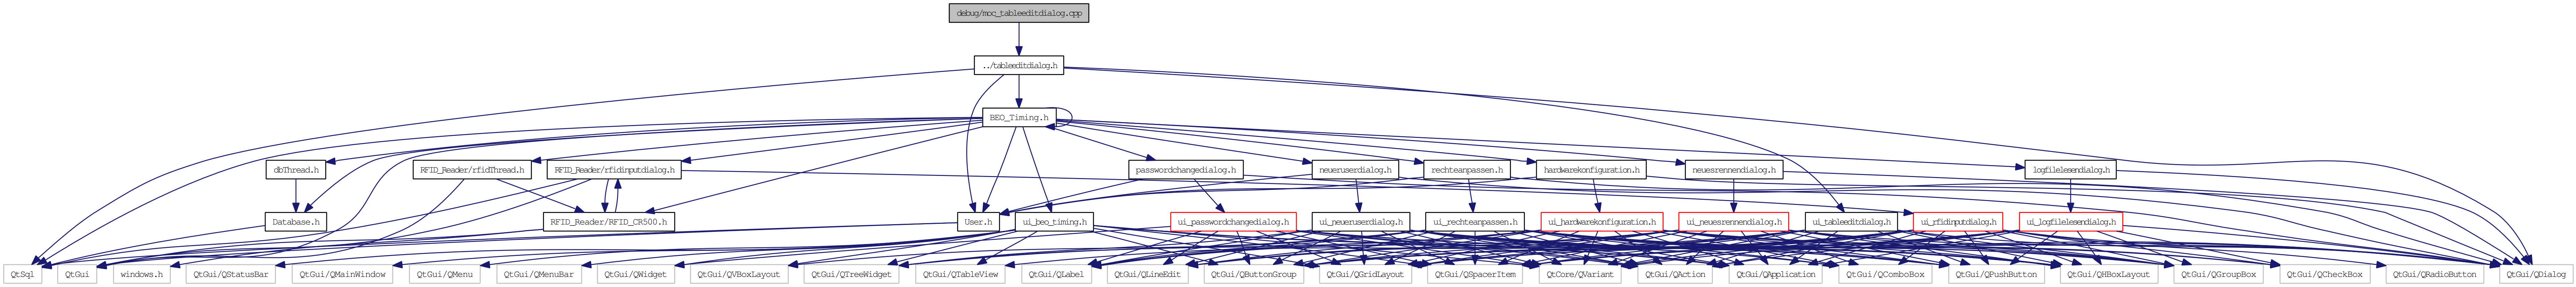 debug/moc_tableeditdialog.cpp
../tableeditdialog.h
BEO_Timing.h
dbThread.h
RFID_Reader/rfidThread.h
RFID_Reader/rfidinputdialog.h
passwordchangedialog.h
neueruserdialog.h
rechteanpassen.h
hardwarekonfiguration.h
neuesrennendialog.h
logfilelesendialog.h
Database.h
RFID_Reader/RFID_CR500.h
User.h
ui_beo_timing.h
ui_passwordchangedialog.h
ui_neueruserdialog.h
ui_rechteanpassen.h
ui_hardwarekonfiguration.h
ui_neuesrennendialog.h
ui_tableeditdialog.h
ui_rfidinputdialog.h
ui_logfilelesendialog.h
QtSql
QtGui
windows.h
QtGui/QStatusBar
QtGui/QMainWindow
QtGui/QMenu
QtGui/QMenuBar
QtGui/QWidget
QtGui/QVBoxLayout
QtGui/QTreeWidget
QtGui/QTableView
QtGui/QLabel
QtGui/QLineEdit
QtGui/QButtonGroup
QtGui/QGridLayout
QtGui/QSpacerItem
QtCore/QVariant
QtGui/QAction
QtGui/QApplication
QtGui/QComboBox
QtGui/QPushButton
QtGui/QHBoxLayout
QtGui/QGroupBox
QtGui/QCheckBox
QtGui/QRadioButton
QtGui/QDialog